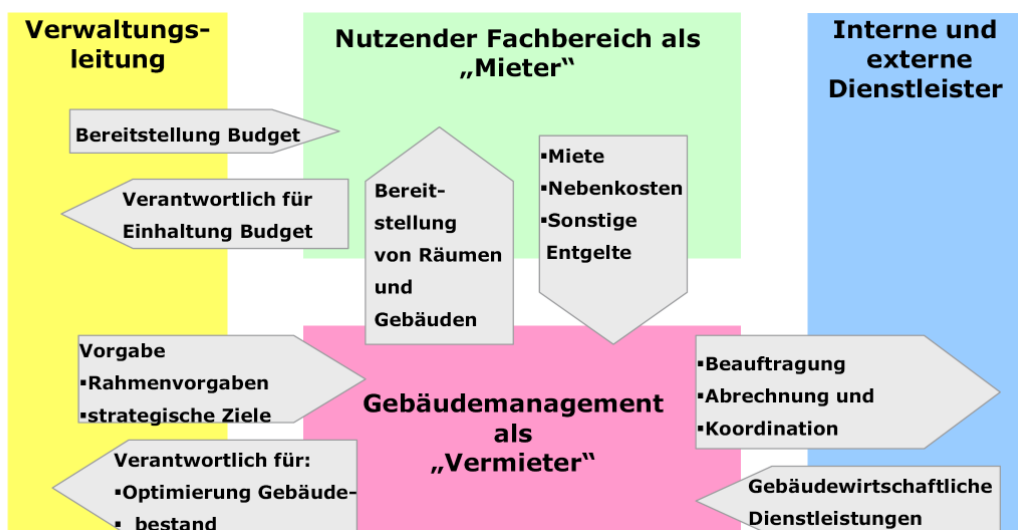 Verwaltungs-
leitung
Nutzender Fachbereich als
„Mieter“
Interne und
externe
Dienstleister
Bereitstellung Budget
Verantwortlich für
Einhaltung Budget
Bereit-
stellung
von Räumen
und
Gebäuden
▪Miete
▪Nebenkosten
▪Sonstige
Entgelte
Vorgabe
▪Rahmenvorgaben
▪strategische Ziele
Gebäudemanagement
als
„Vermieter“
▪Beauftragung
▪Abrechnung und
▪Koordination
Verantwortlich für:
▪Optimierung Gebäude-
▪ bestand
Gebäudewirtschaftliche
Dienstleistungen